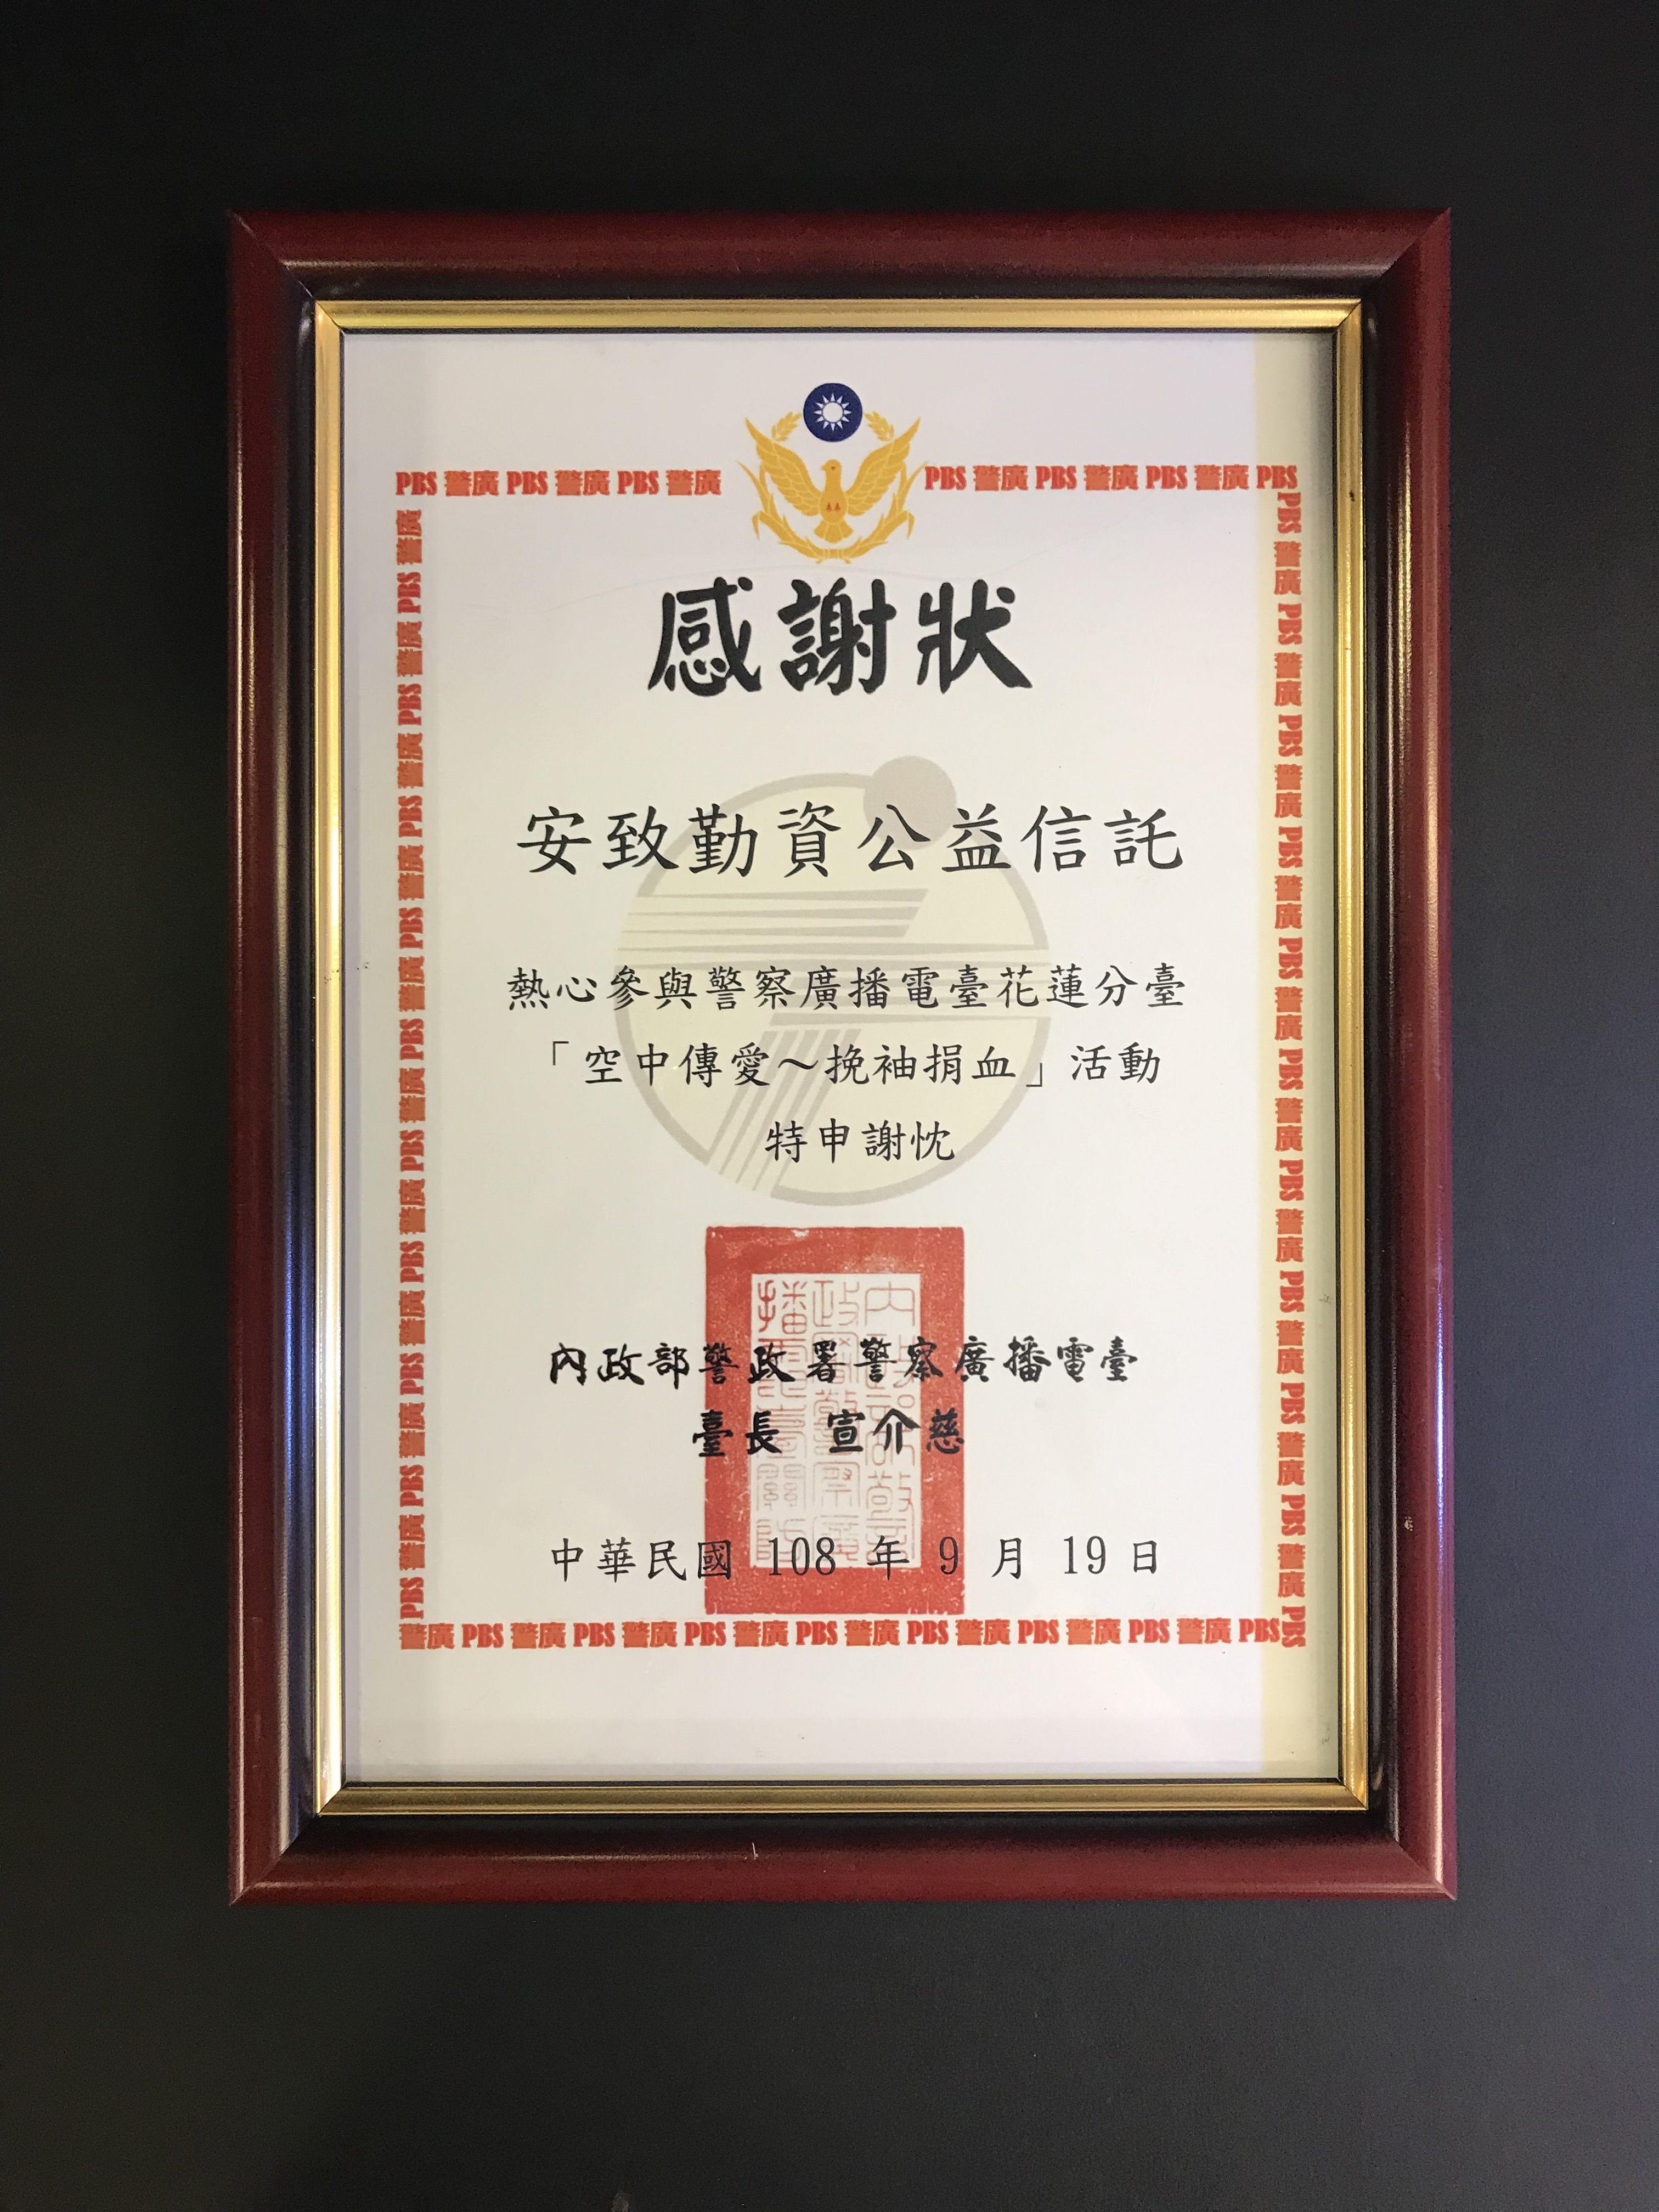 PBS 警廣 PBS 警廣 PBS 警廣 PBS 警廣 PBS 警廣 PBS 警廣 PBS
感謝狀
安致勤資公益信託
熱心參與警察廣播電臺花蓮分臺
「空中傳愛～挽袖捐血」活動
特申謝忱
內政部警政署警察廣播電臺
臺長 宣介慈
中華民國 108 年 9 月 19 日
警廣 PBS 警廣 PBS 警廣 PBS 警廣 PBS 警廣 PBS 警廣 PBS 警廣 PBS 警廣 PBS